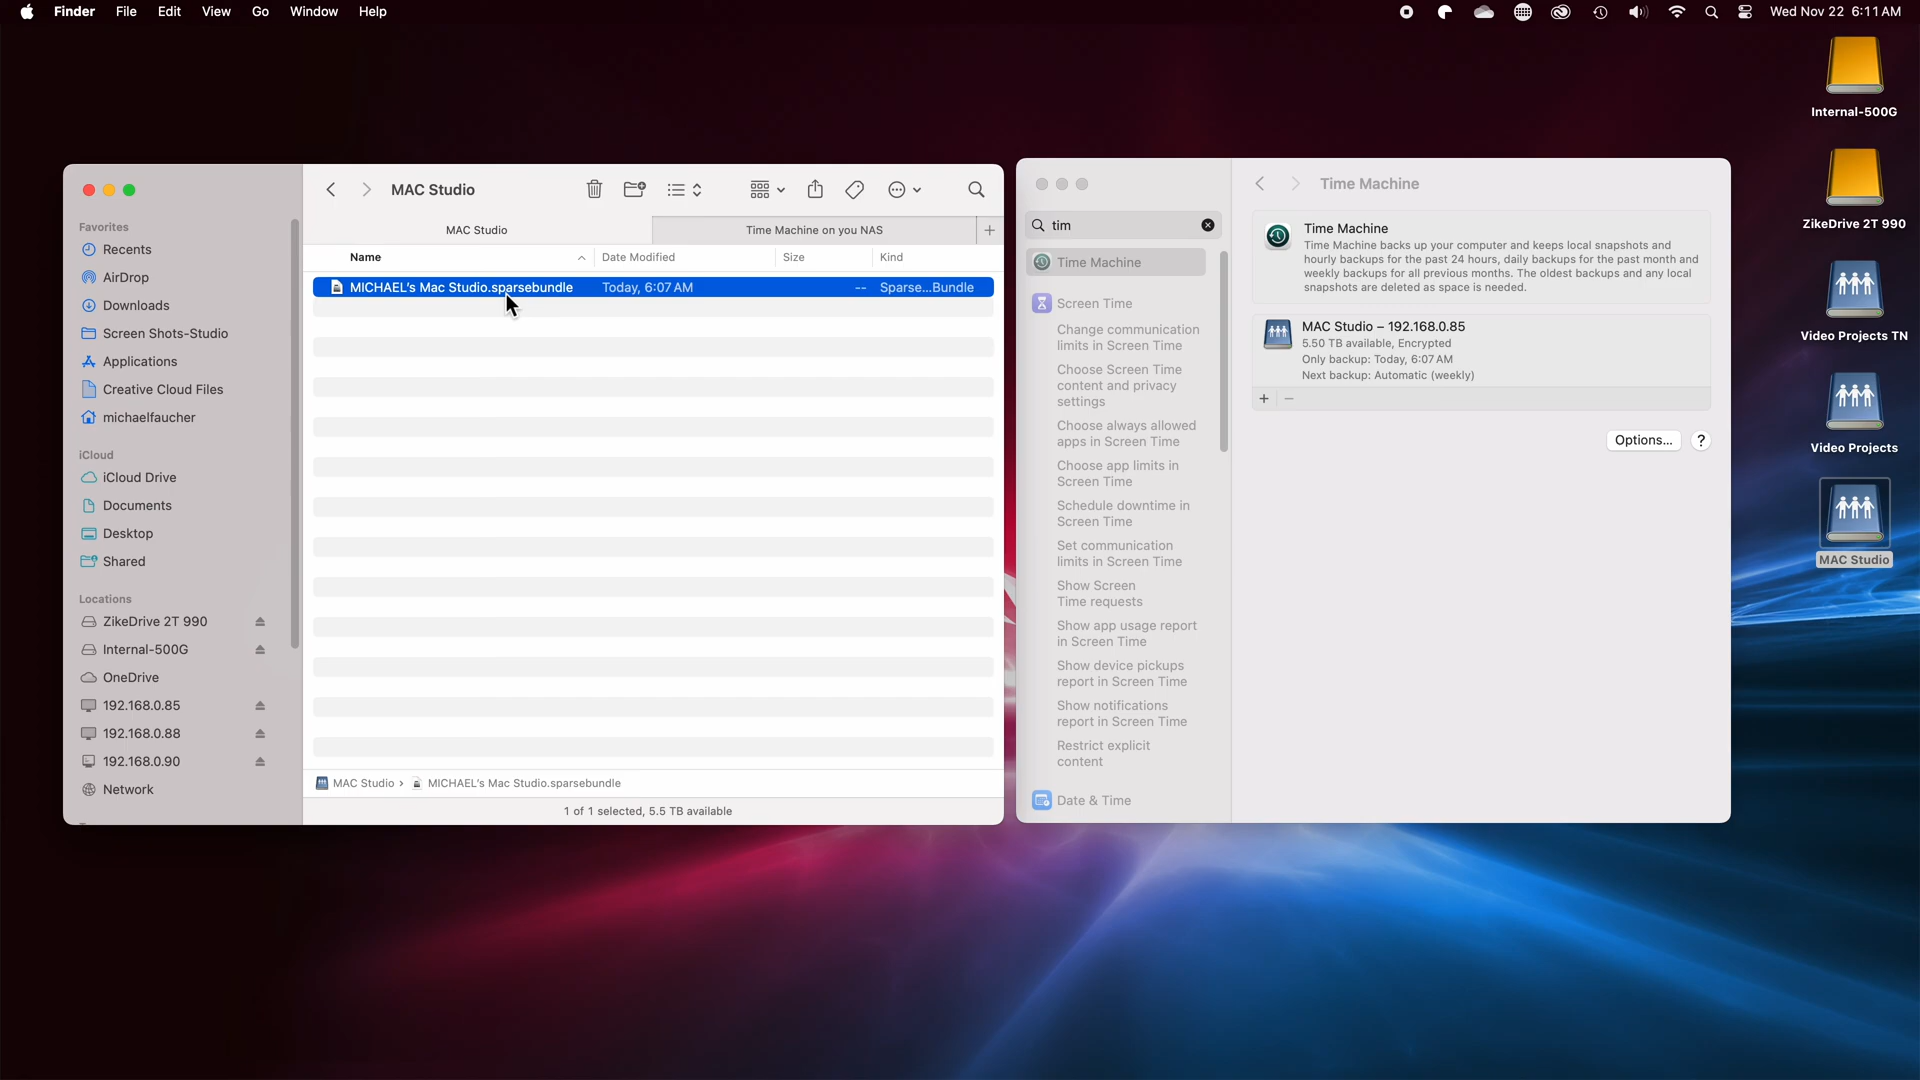 Finder File Edit View Go Window Help
Wed Nov 22 6:11 AM
MAC Studio
MAC Studio
Time Machine on you NAS
Name
Date Modified
Size
Kind
MICHAEL's Mac Studio.sparsebundle
Today, 6:07 AM
--
Sparse...Bundle
Favorites
Recents
AirDrop
Downloads
Screen Shots-Studio
Applications
Creative Cloud Files
michaelfaucher
iCloud
iCloud Drive
Documents
Desktop
Shared
Locations
ZikeDrive 2T 990
Internal-500G
OneDrive
192.168.0.85
192.168.0.88
192.168.0.90
Network
MAC Studio › MICHAEL's Mac Studio.sparsebundle
1 of 1 selected, 5.5 TB available
tim
Time Machine
Screen Time
Change communication
limits in Screen Time
Choose Screen Time
content and privacy
settings
Choose always allowed
apps in Screen Time
Choose app limits in
Screen Time
Schedule downtime in
Screen Time
Set communication
limits in Screen Time
Show Screen
Time requests
Show app usage report
in Screen Time
Show device pickups
report in Screen Time
Show notifications
report in Screen Time
Restrict explicit
content
Date & Time
Time Machine
Time Machine
Time Machine backs up your computer and keeps local snapshots and
hourly backups for the past 24 hours, daily backups for the past month and
weekly backups for all previous months. The oldest backups and any local
snapshots are deleted as space is needed.
MAC Studio – 192.168.0.85
5.50 TB available, Encrypted
Only backup: Today, 6:07 AM
Next backup: Automatic (weekly)
+ −
Options... ?
Internal-500G
ZikeDrive 2T 990
Video Projects TN
Video Projects
MAC Studio